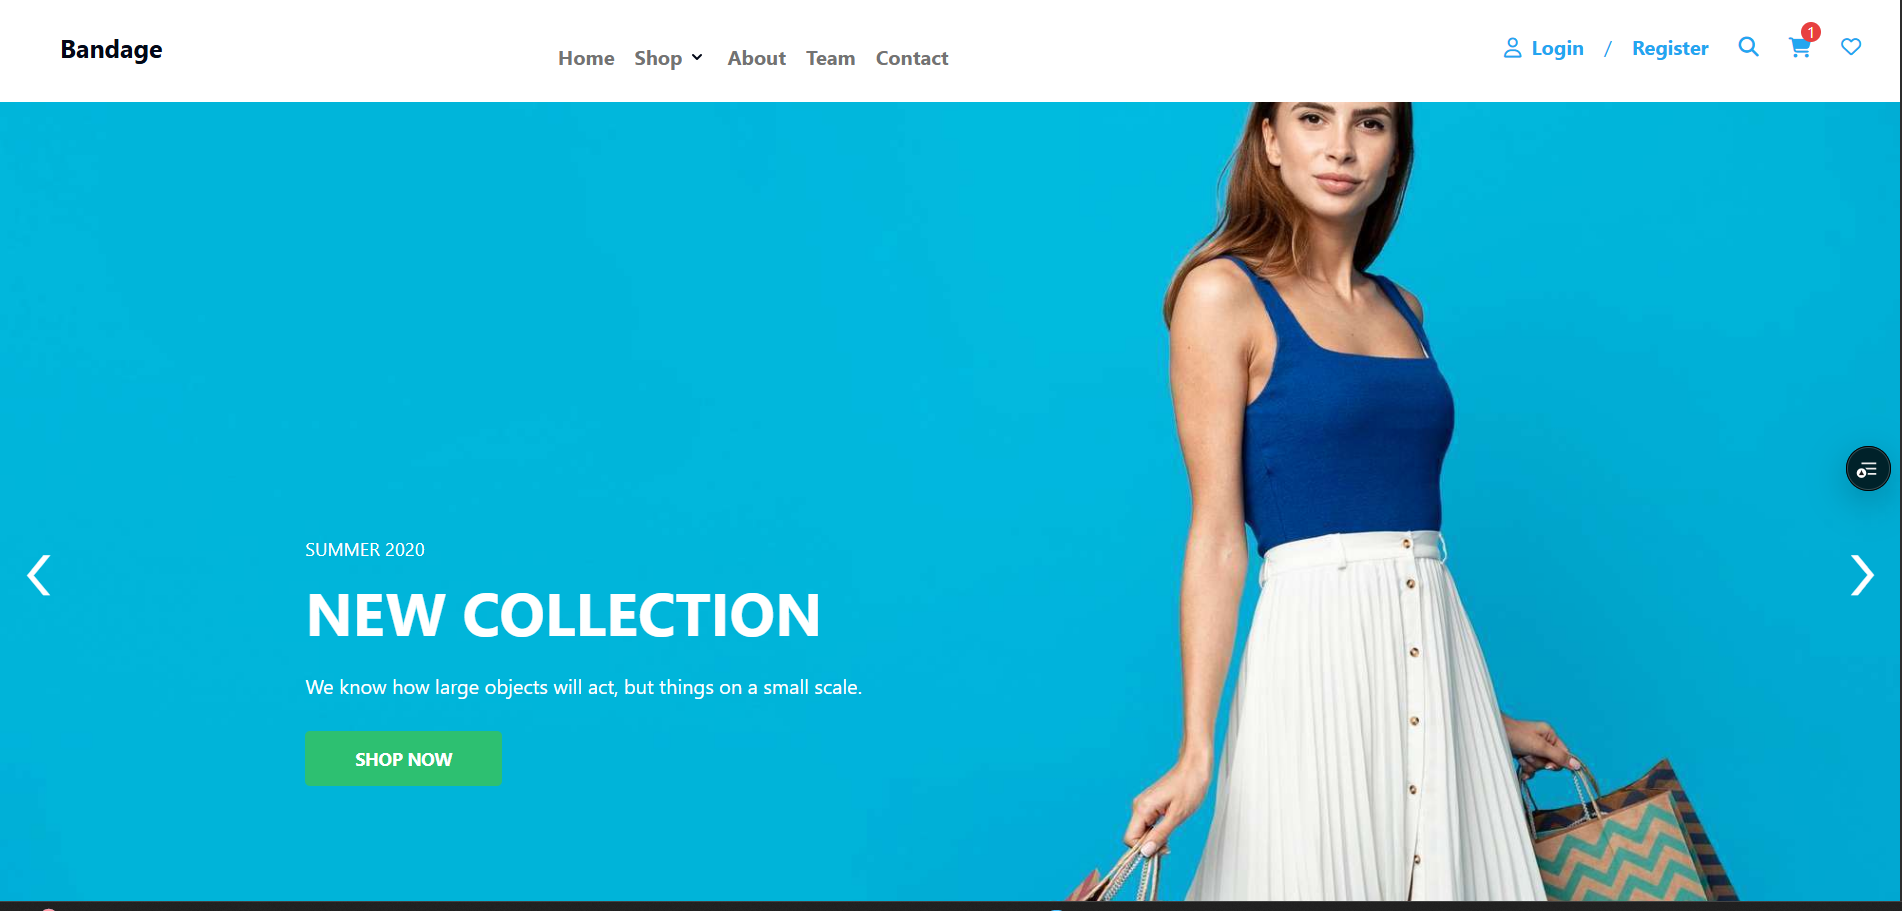 Bandage
Home Shop About Team Contact
Login / Register
1
SUMMER 2020
NEW COLLECTION
We know how large objects will act, but things on a small scale.
SHOP NOW